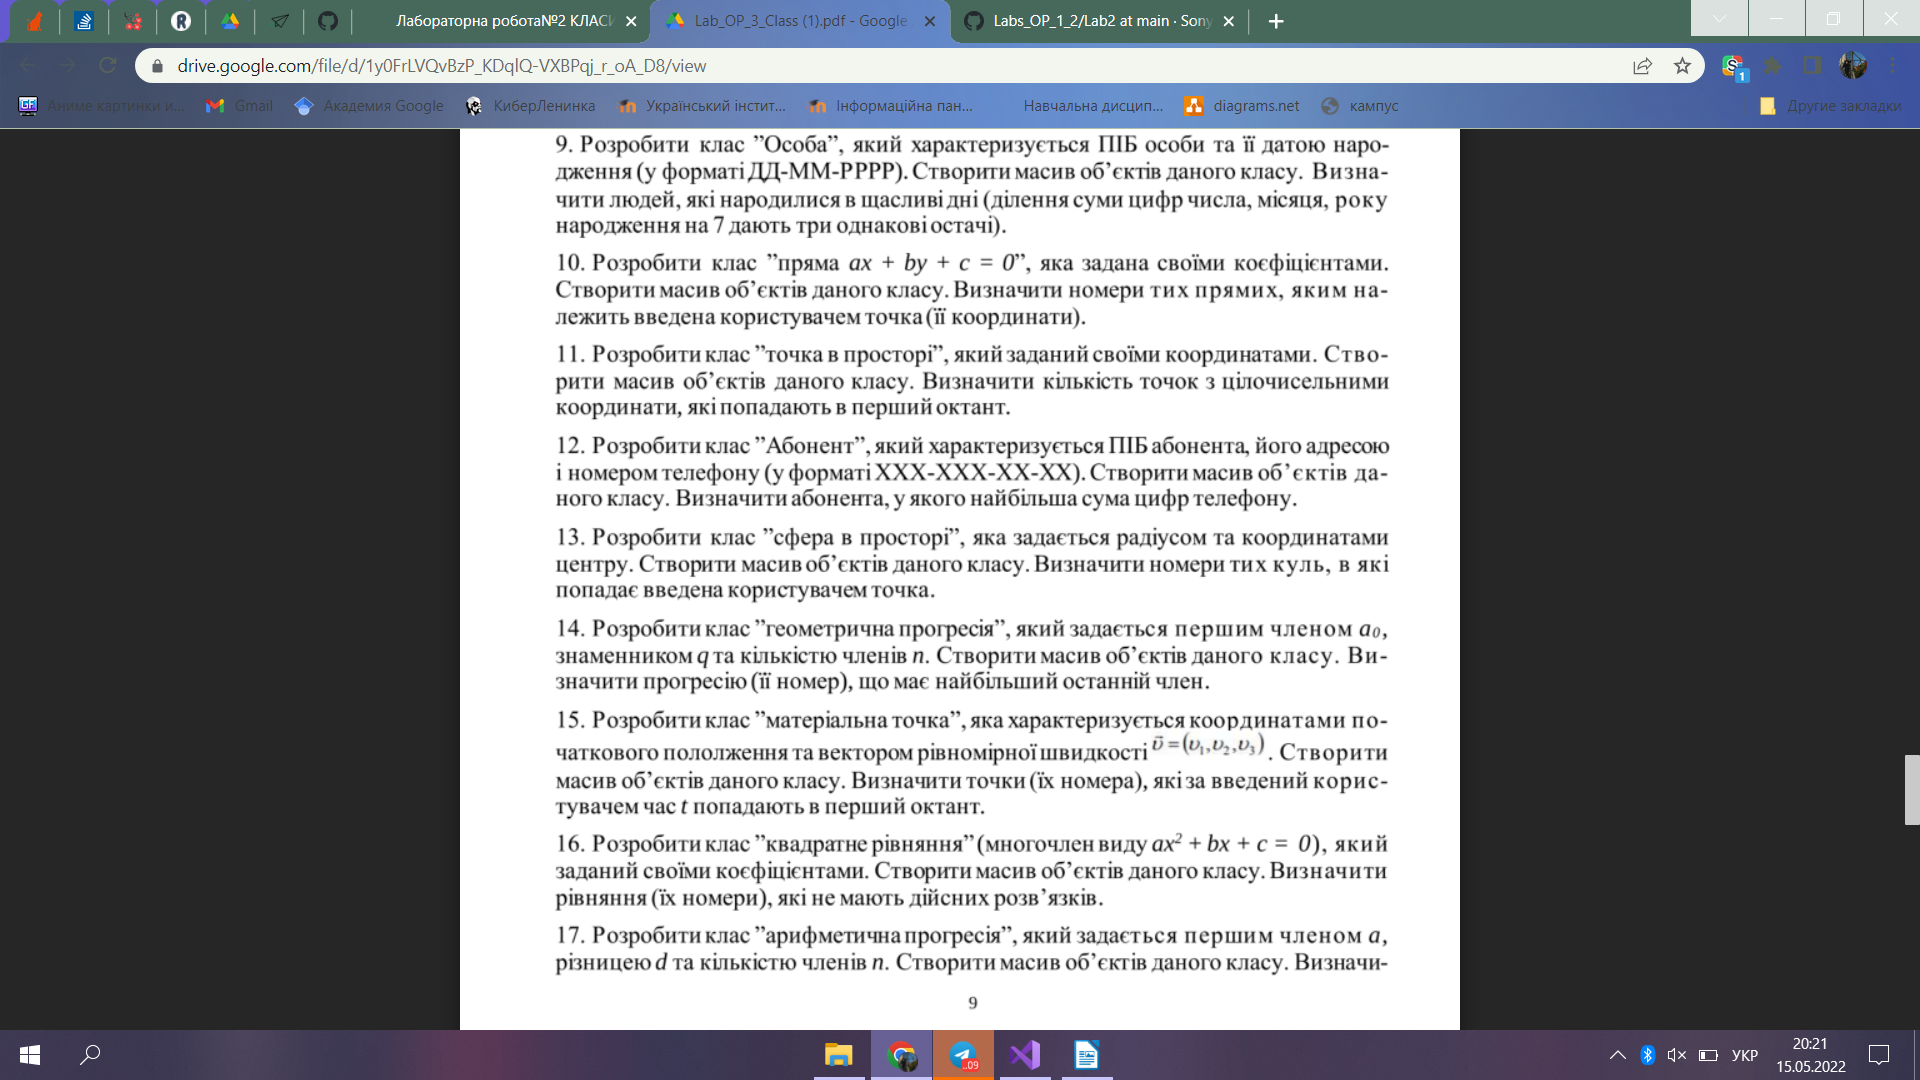 Лабораторна робота№2 КЛАСИ
Lab_OP_3_Class (1).pdf - Google
Labs_OP_1_2/Lab2 at main · Sony
drive.google.com/file/d/1y0FrLVQvBzP_KDqlQ-VXBPqj_r_oA_D8/view
1
GF
Аниме картинки и...
Gmail
Академия Google
КиберЛенинка
Український інстит...
Інформаційна пан...
Навчальна дисцип...
diagrams.net
кампус
Другие закладки
9. Розробити клас ”Особа”, який характеризується ПІБ особи та її датою наро-
дження (у форматі ДД-ММ-РРРР). Створити масив об’єктів даного класу. Визна-
чити людей, які народилися в щасливі дні (ділення суми цифр числа, місяця, року
народження на 7 дають три однакові остачі).
10. Розробити клас ”пряма ax + by + c = 0”, яка задана своїми коєфіцієнтами.
Створити масив об’єктів даного класу. Визначити номери тих прямих, яким на-
лежить введена користувачем точка (її координати).
11. Розробити клас ”точка в просторі”, який заданий своїми координатами. Ство-
рити масив об’єктів даного класу. Визначити кількість точок з цілочисельними
координати, які попадають в перший октант.
12. Розробити клас ”Абонент”, який характеризується ПІБ абонента, його адресою
і номером телефону (у форматі ХХХ-ХХХ-ХХ-ХХ). Створити масив об’єктів да-
ного класу. Визначити абонента, у якого найбільша сума цифр телефону.
13. Розробити клас ”сфера в просторі”, яка задається радіусом та координатами
центру. Створити масив об’єктів даного класу. Визначити номери тих куль, в які
попадає введена користувачем точка.
14. Розробити клас ”геометрична прогресія”, який задається першим членом a₀,
знаменником q та кількістю членів n. Створити масив об’єктів даного класу. Ви-
значити прогресію (її номер), що має найбільший останній член.
15. Розробити клас ”матеріальна точка”, яка характеризується координатами по-
чаткового пололження та вектором рівномірної швидкості ῡ = (υ₁,υ₂,υ₃) . Створити
масив об’єктів даного класу. Визначити точки (їх номера), які за введений корис-
тувачем час t попадають в перший октант.
16. Розробити клас ”квадратне рівняння” (многочлен виду ax² + bx + c = 0), який
заданий своїми коєфіцієнтами. Створити масив об’єктів даного класу. Визначити
рівняння (їх номери), які не мають дійсних розв’язків.
17. Розробити клас ”арифметична прогресія”, який задається першим членом a,
різницею d та кількістю членів n. Створити масив об’єктів даного класу. Визначи-
9
..09
УКР
20:21
15.05.2022